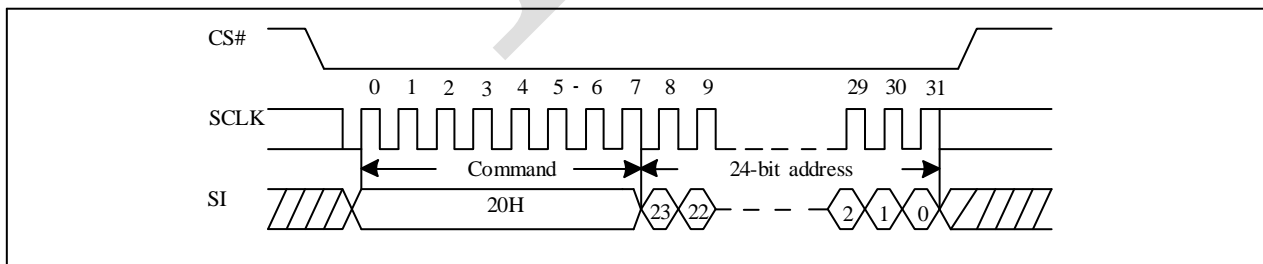 CS#
0 1 2 3 4 5 - 6 7 8 9 29 30 31
SCLK
Command 24-bit address
SI 20H 23 22 2 1 0